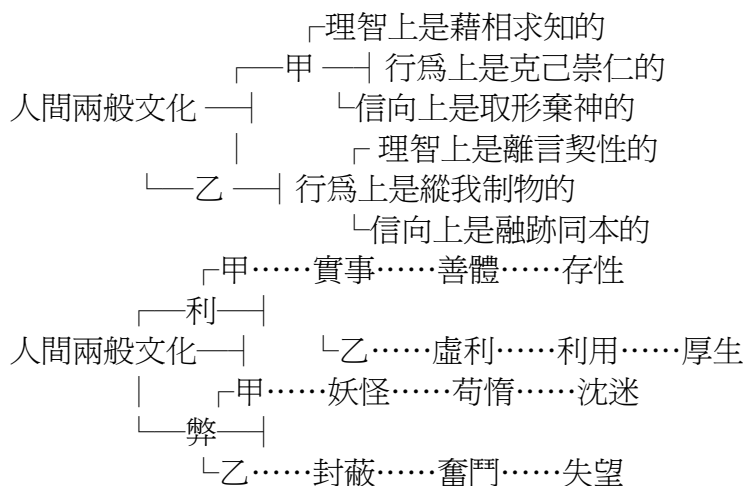 ┌理智上是藉相求知的
┌─甲 ─┤ 行爲上是克己崇仁的
人間兩般文化 ─┤ └信向上是取形棄神的
│ ┌ 理智上是離言契性的
└─乙 ─┤ 行爲上是縱我制物的
└信向上是融跡同本的
┌甲……實事……善體……存性
┌─利─┤
人間兩般文化─┤ └乙……虛利……利用……厚生
│ ┌甲……妖怪……苟惰……沈迷
└─弊─┤
└乙……封蔽……奮鬥……失望